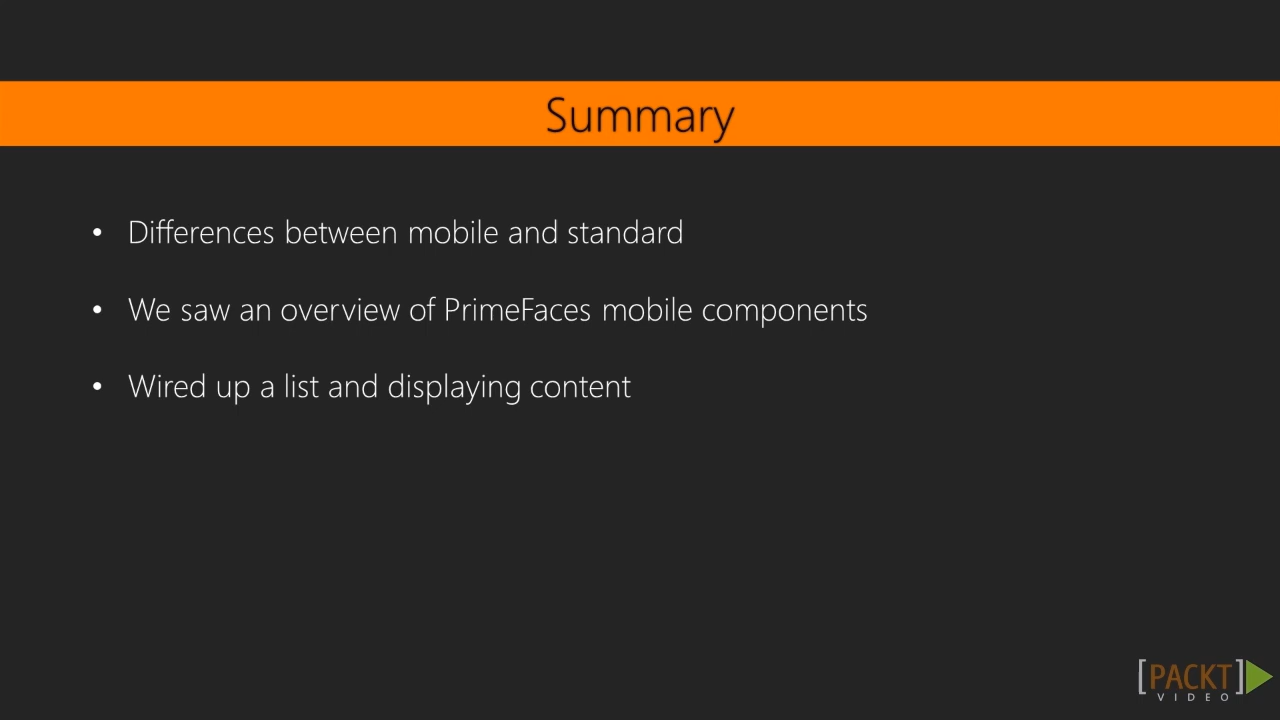 Summary
• Differences between mobile and standard
• We saw an overview of PrimeFaces mobile components
• Wired up a list and displaying content
[PACKT]
VIDEO